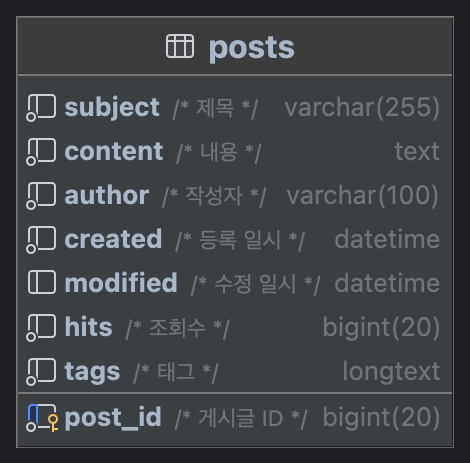 posts
subject /* 제목 */ varchar(255)
content /* 내용 */ text
author /* 작성자 */ varchar(100)
created /* 등록 일시 */ datetime
modified /* 수정 일시 */ datetime
hits /* 조회수 */ bigint(20)
tags /* 태그 */ longtext
post_id /* 게시글 ID */ bigint(20)